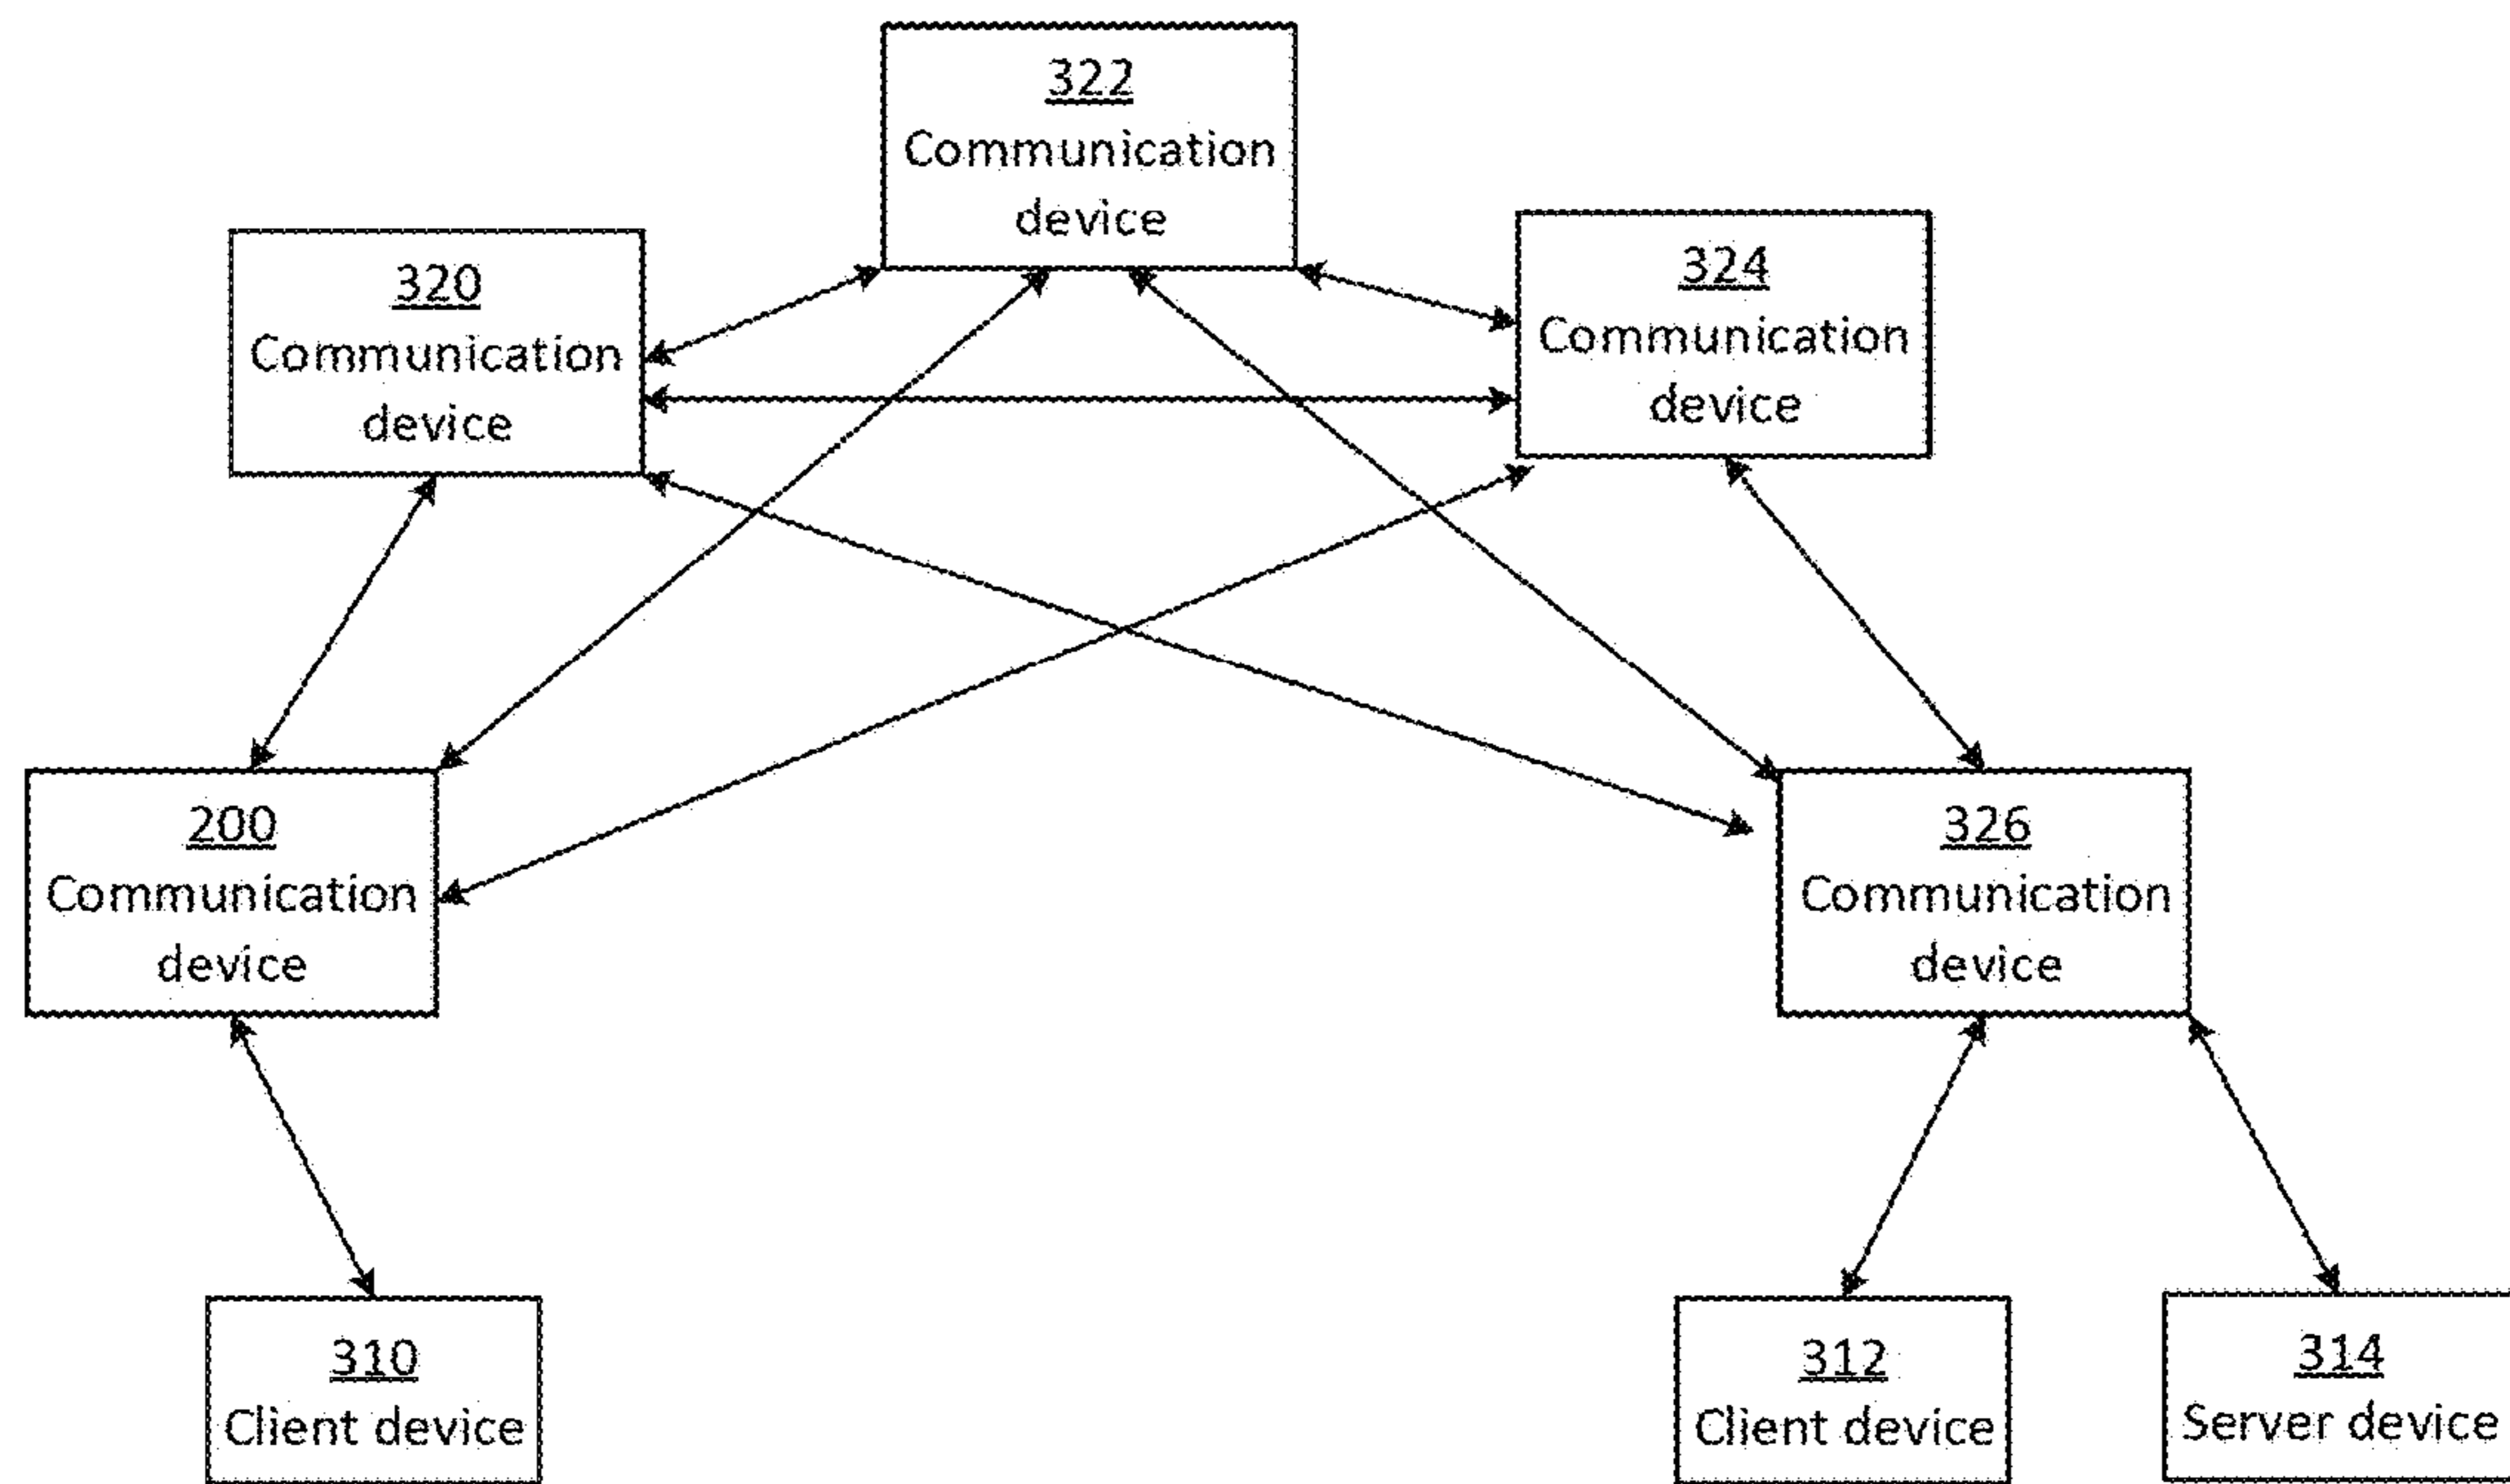 322
Communication
device
320
Communication
device
324
Communication
device
200
Communication
device
326
Communication
device
310
Client device
312
Client device
314
Server device